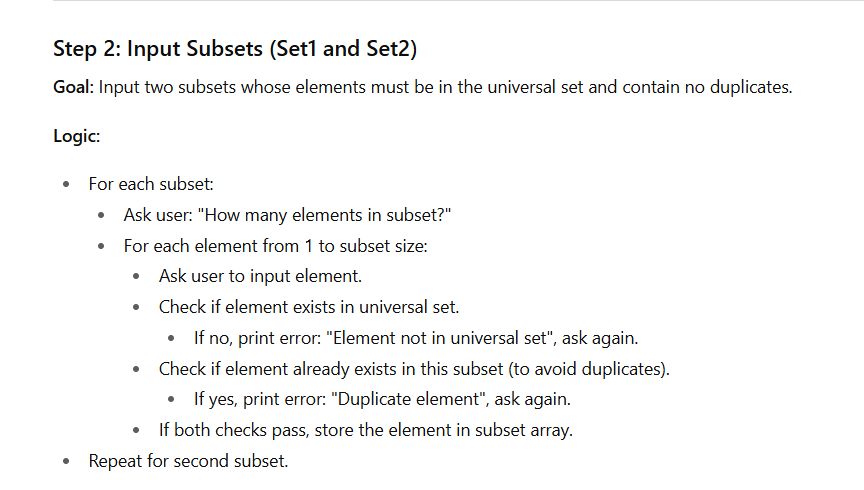 Step 2: Input Subsets (Set1 and Set2)
Goal: Input two subsets whose elements must be in the universal set and contain no duplicates.
Logic:
• For each subset:
• Ask user: "How many elements in subset?"
• For each element from 1 to subset size:
• Ask user to input element.
• Check if element exists in universal set.
• If no, print error: "Element not in universal set", ask again.
• Check if element already exists in this subset (to avoid duplicates).
• If yes, print error: "Duplicate element", ask again.
• If both checks pass, store the element in subset array.
• Repeat for second subset.